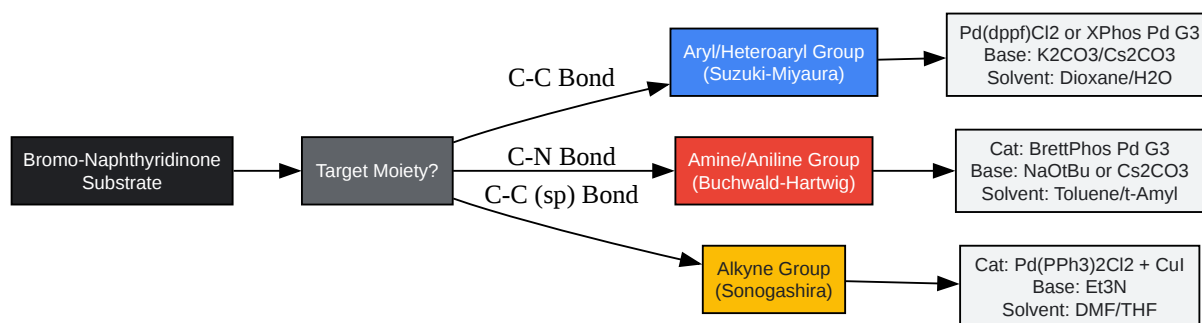 Bromo-Naphthyridinone
Substrate
Target Moiety?
C-C Bond
Aryl/Heteroaryl Group
(Suzuki-Miyaura)
Pd(dppf)Cl2 or XPhos Pd G3
Base: K2CO3/Cs2CO3
Solvent: Dioxane/H2O
C-N Bond
Amine/Aniline Group
(Buchwald-Hartwig)
Cat: BrettPhos Pd G3
Base: NaOtBu or Cs2CO3
Solvent: Toluene/t-Amyl
C-C (sp) Bond
Alkyne Group
(Sonogashira)
Cat: Pd(PPh3)2Cl2 + CuI
Base: Et3N
Solvent: DMF/THF